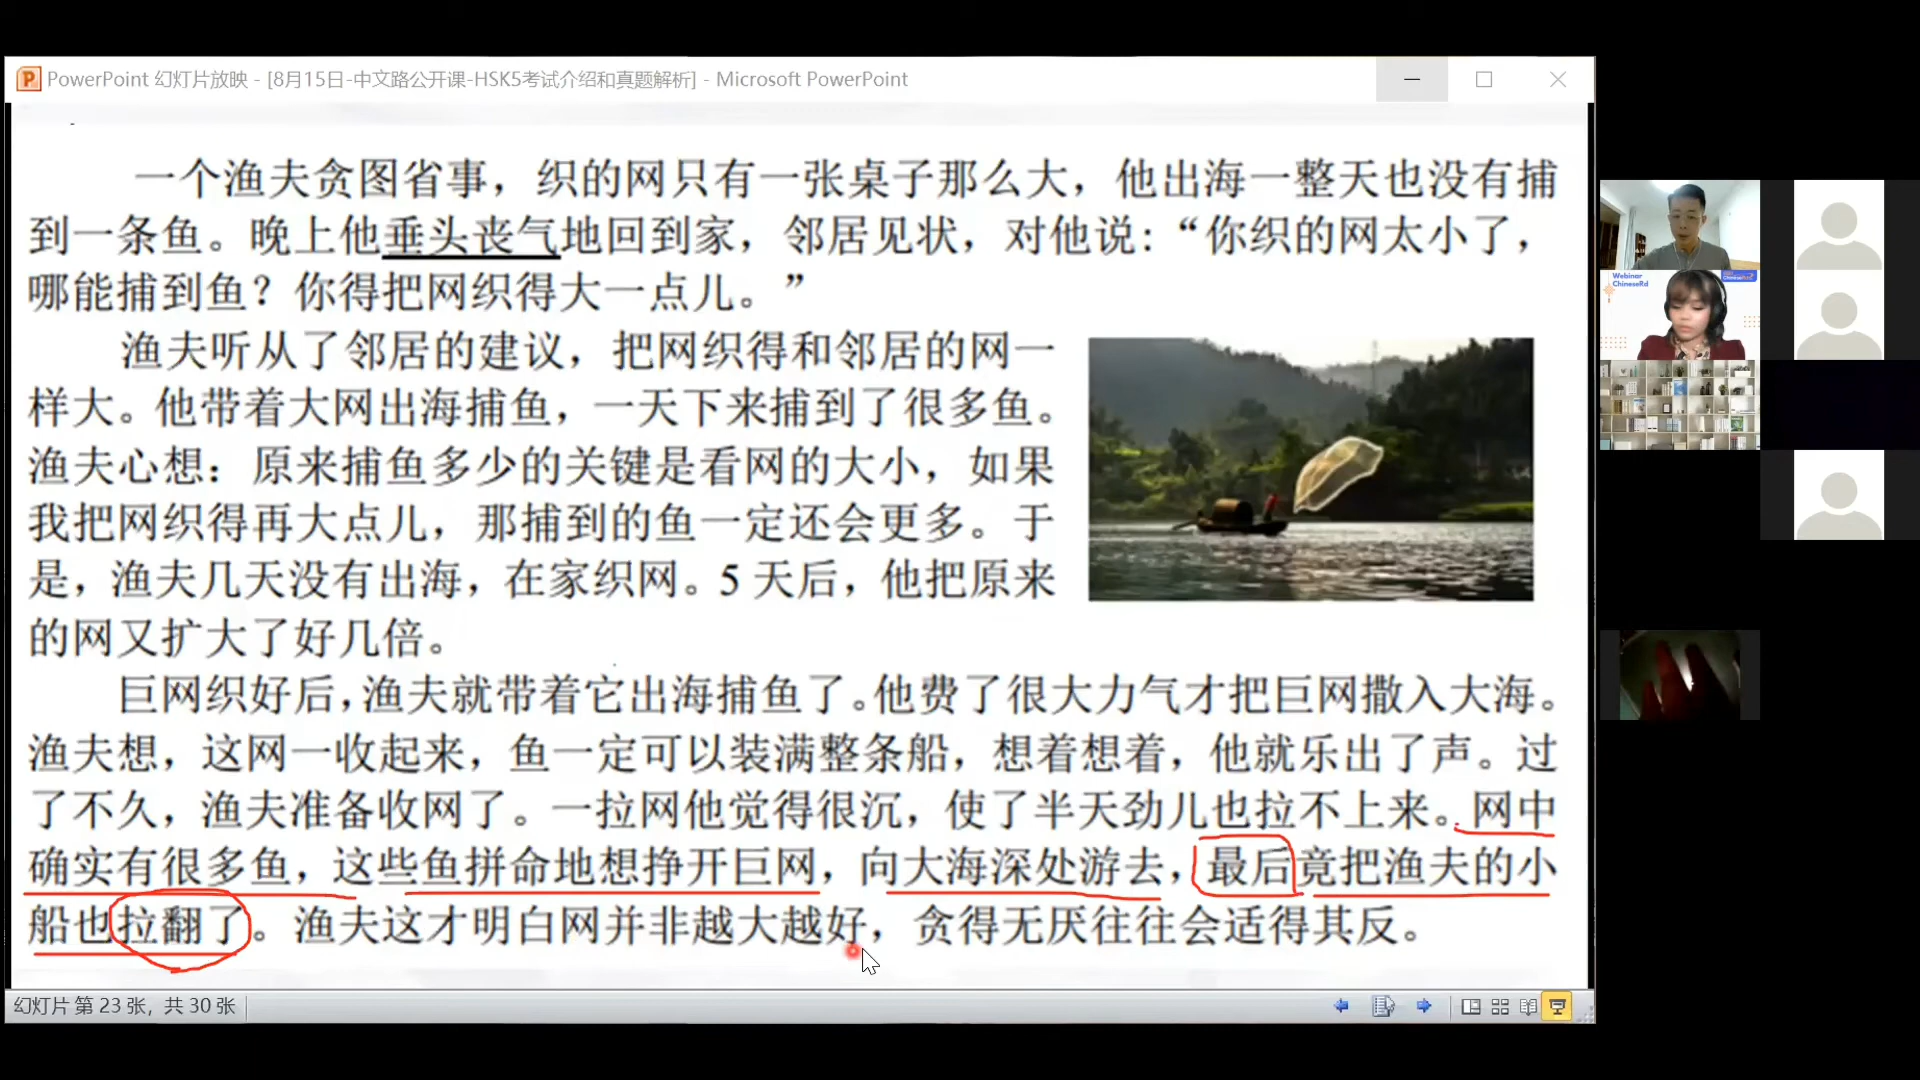 PowerPoint 幻灯片放映 - [8月15日-中文路公开课-HSK5考试介绍和真题解析] - Microsoft PowerPoint
一个渔夫贪图省事，织的网只有一张桌子那么大，他出海一整天也没有捕
到一条鱼。晚上他垂头丧气地回到家，邻居见状，对他说：“你织的网太小了，
哪能捕到鱼？你得把网织得大一点儿。”
渔夫听从了邻居的建议，把网织得和邻居的网一
样大。他带着大网出海捕鱼，一天下来捕到了很多鱼。
渔夫心想：原来捕鱼多少的关键是看网的大小，如果
我把网织得再大点儿，那捕到的鱼一定还会更多。于
是，渔夫几天没有出海，在家织网。5 天后，他把原来
的网又扩大了好几倍。
巨网织好后，渔夫就带着它出海捕鱼了。他费了很大力气才把巨网撒入大海。
渔夫想，这网一收起来，鱼一定可以装满整条船，想着想着，他就乐出了声。过
了不久，渔夫准备收网了。一拉网他觉得很沉，使了半天劲儿也拉不上来。网中
确实有很多鱼，这些鱼拼命地想挣开巨网，向大海深处游去，最后竟把渔夫的小
船也拉翻了。渔夫这才明白网并非越大越好，贪得无厌往往会适得其反。
幻灯片 第 23 张，共 30 张
Webinar
ChineseRd